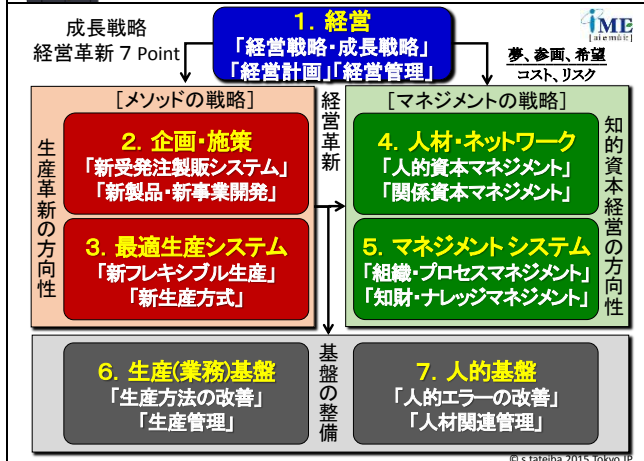 成長戦略
経営革新 7 Point
1. 経営
「経営戦略・成長戦略」
「経営計画」「経営管理」
iME
[aiemíit]
夢、参画、希望
コスト、リスク
[メソッドの戦略]
生産革新の方向性
2. 企画・施策
「新受発注製販システム」
「新製品・新事業開発」
3. 最適生産システム
「新フレキシブル生産」
「新生産方式」
経営革新
[マネジメントの戦略]
4. 人材・ネットワーク
「人的資本マネジメント」
「関係資本マネジメント」
5. マネジメント システム
「組織・プロセスマネジメント」
「知財・ナレッジマネジメント」
知的資本経営の方向性
6. 生産(業務)基盤
「生産方法の改善」
「生産管理」
基盤の整備
7. 人的基盤
「人的エラーの改善」
「人材関連管理」
© s.tateiba 2015 Tokyo JP